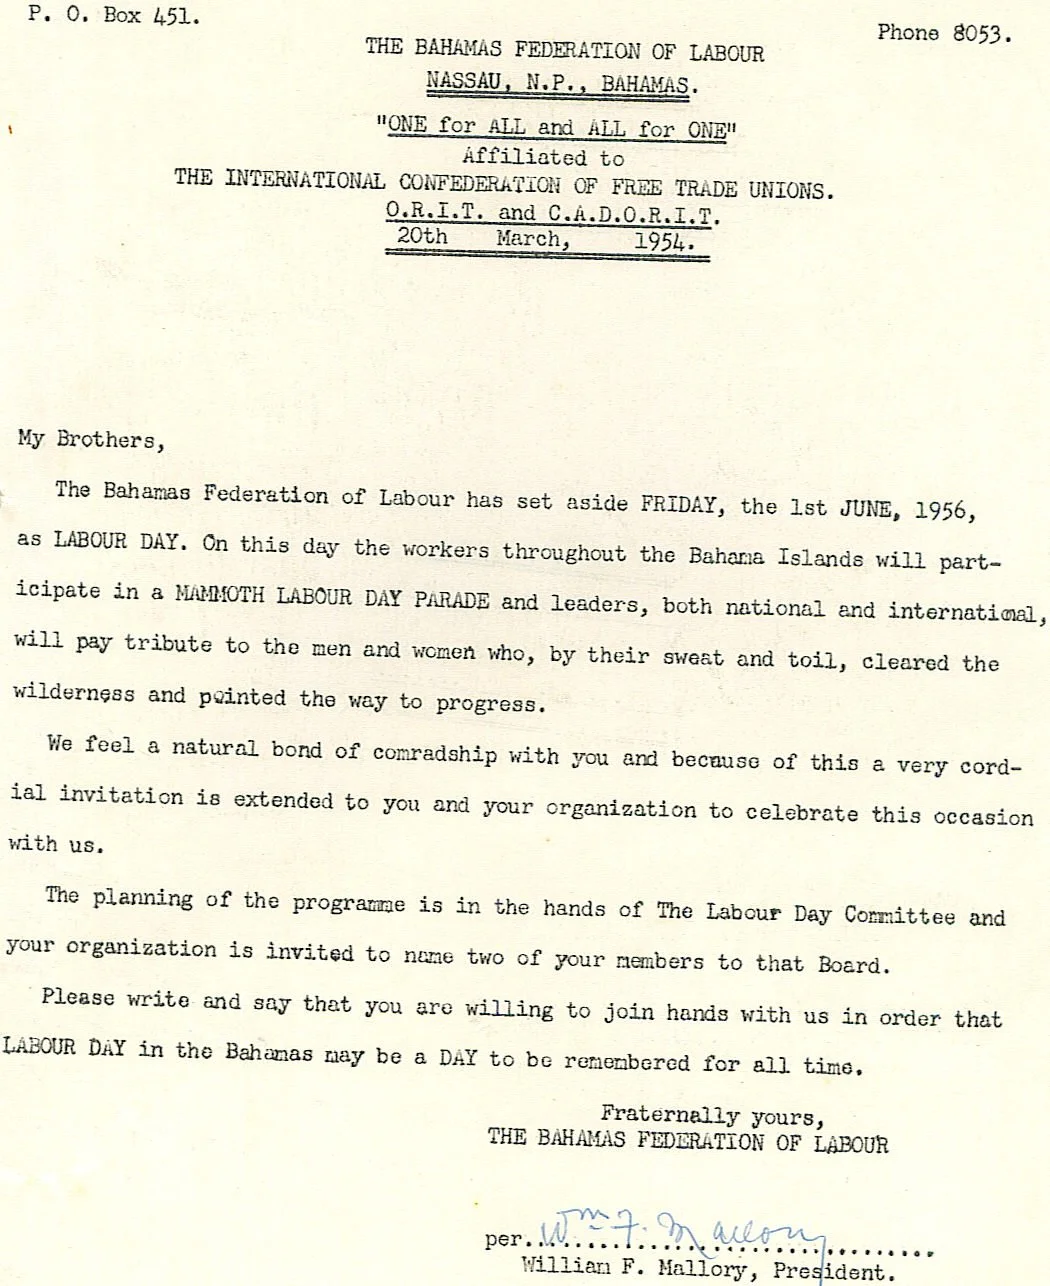 P. O. Box 451.
Phone 8053.
THE BAHAMAS FEDERATION OF LABOUR
NASSAU, N.P., BAHAMAS.
"ONE for ALL and ALL for ONE"
Affiliated to
THE INTERNATIONAL CONFEDERATION OF FREE TRADE UNIONS.
O.R.I.T. and C.A.D.O.R.I.T.
20th March, 1954.
My Brothers,
The Bahamas Federation of Labour has set aside FRIDAY, the 1st JUNE, 1956,
as LABOUR DAY. On this day the workers throughout the Bahama Islands will part-
icipate in a MAMMOTH LABOUR DAY PARADE and leaders, both national and international,
will pay tribute to the men and women who, by their sweat and toil, cleared the
wilderness and pointed the way to progress.
We feel a natural bond of comradship with you and because of this a very cord-
ial invitation is extended to you and your organization to celebrate this occasion
with us.
The planning of the programme is in the hands of The Labour Day Committee and
your organization is invited to name two of your members to that Board.
Please write and say that you are willing to join hands with us in order that
LABOUR DAY in the Bahamas may be a DAY to be remembered for all time.
Fraternally yours,
THE BAHAMAS FEDERATION OF LABOUR
per. Wm F. Mallory
William F. Mallory, President.